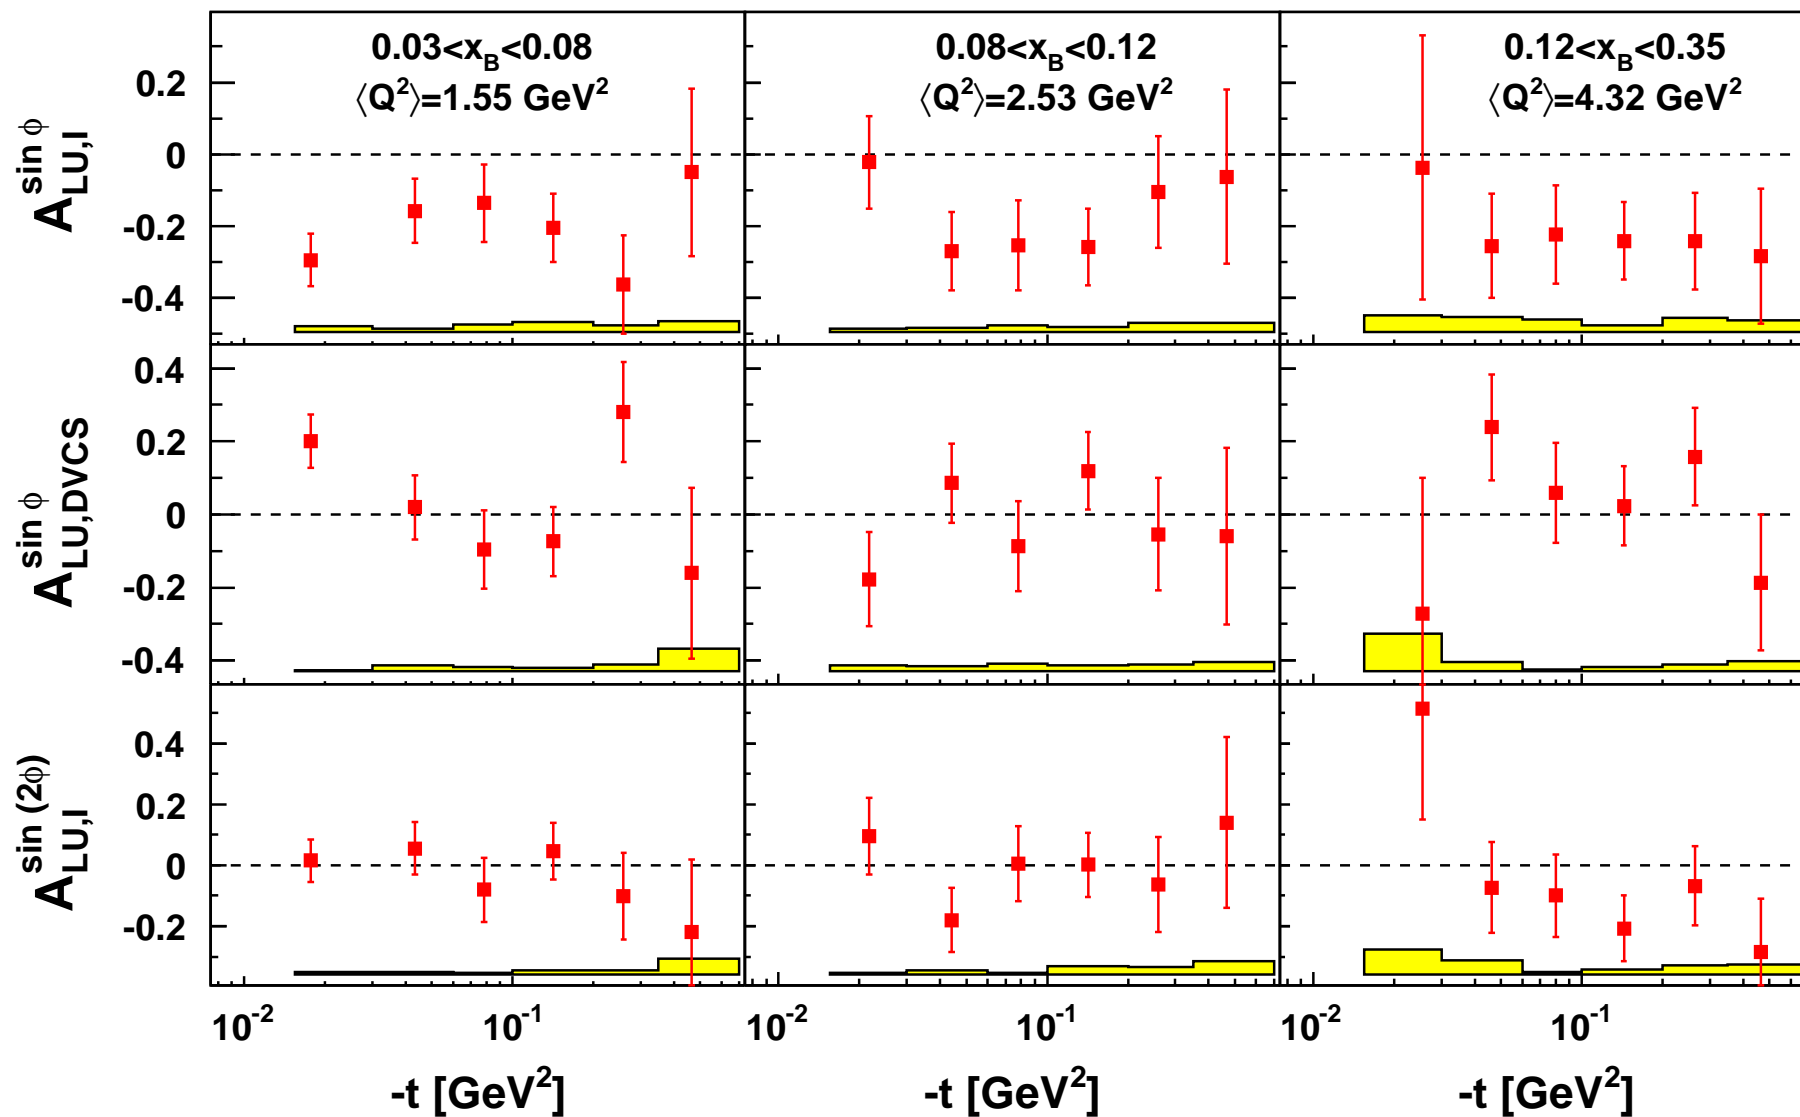 0.03<x_B<0.08
⟨Q²⟩=1.55 GeV²
0.08<x_B<0.12
⟨Q²⟩=2.53 GeV²
0.12<x_B<0.35
⟨Q²⟩=4.32 GeV²
A_{LU,I}^{sin ϕ}
0.2
0
-0.2
-0.4
A_{LU,DVCS}^{sin ϕ}
0.4
0.2
0
-0.2
-0.4
A_{LU,I}^{sin (2ϕ)}
0.4
0.2
0
-0.2
10⁻² 10⁻¹ 10⁻² 10⁻¹ 10⁻² 10⁻¹
-t [GeV²] -t [GeV²] -t [GeV²]